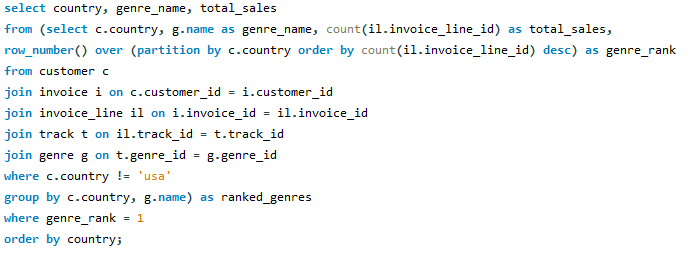 select country, genre_name, total_sales
from (select c.country, g.name as genre_name, count(il.invoice_line_id) as total_sales,
row_number() over (partition by c.country order by count(il.invoice_line_id) desc) as genre_rank
from customer c
join invoice i on c.customer_id = i.customer_id
join invoice_line il on i.invoice_id = il.invoice_id
join track t on il.track_id = t.track_id
join genre g on t.genre_id = g.genre_id
where c.country != 'usa'
group by c.country, g.name) as ranked_genres
where genre_rank = 1
order by country;